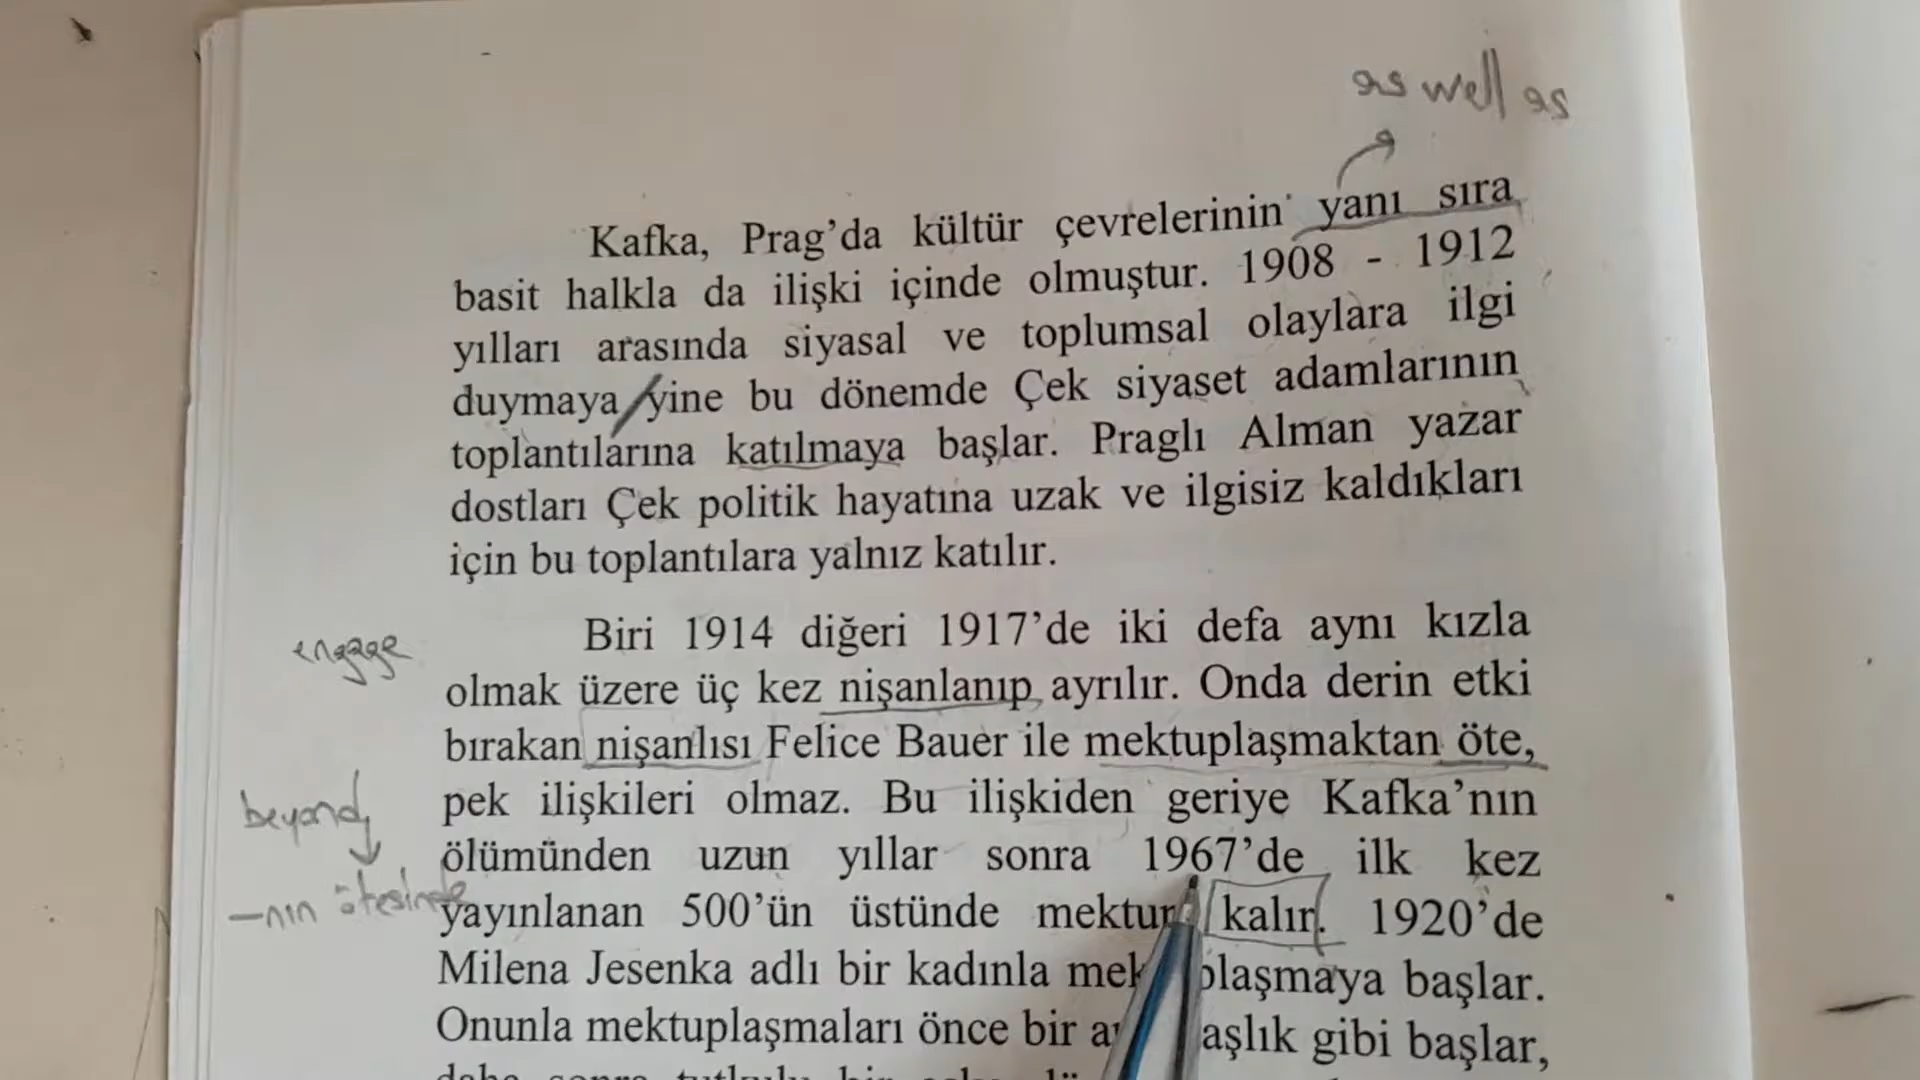 as well as
Kafka, Prag’da kültür çevrelerinin yanı sıra
basit halkla da ilişki içinde olmuştur. 1908 - 1912
yılları arasında siyasal ve toplumsal olaylara ilgi
duymaya yine bu dönemde Çek siyaset adamlarının
toplantılarına katılmaya başlar. Praglı Alman yazar
dostları Çek politik hayatına uzak ve ilgisiz kaldıkları
için bu toplantılara yalnız katılır.
engage
Biri 1914 diğeri 1917’de iki defa aynı kızla
olmak üzere üç kez nişanlanıp ayrılır. Onda derin etki
bırakan nişanlısı Felice Bauer ile mektuplaşmaktan öte,
beyond
pek ilişkileri olmaz. Bu ilişkiden geriye Kafka’nın
ölümünden uzun yıllar sonra 1967’de ilk kez
—nın ötesinde
yayınlanan 500’ün üstünde kalır. 1920’de
Milena Jesenka adlı bir kadınla başlar.
Onunla mektuplaşmaları önce bir gibi başlar,